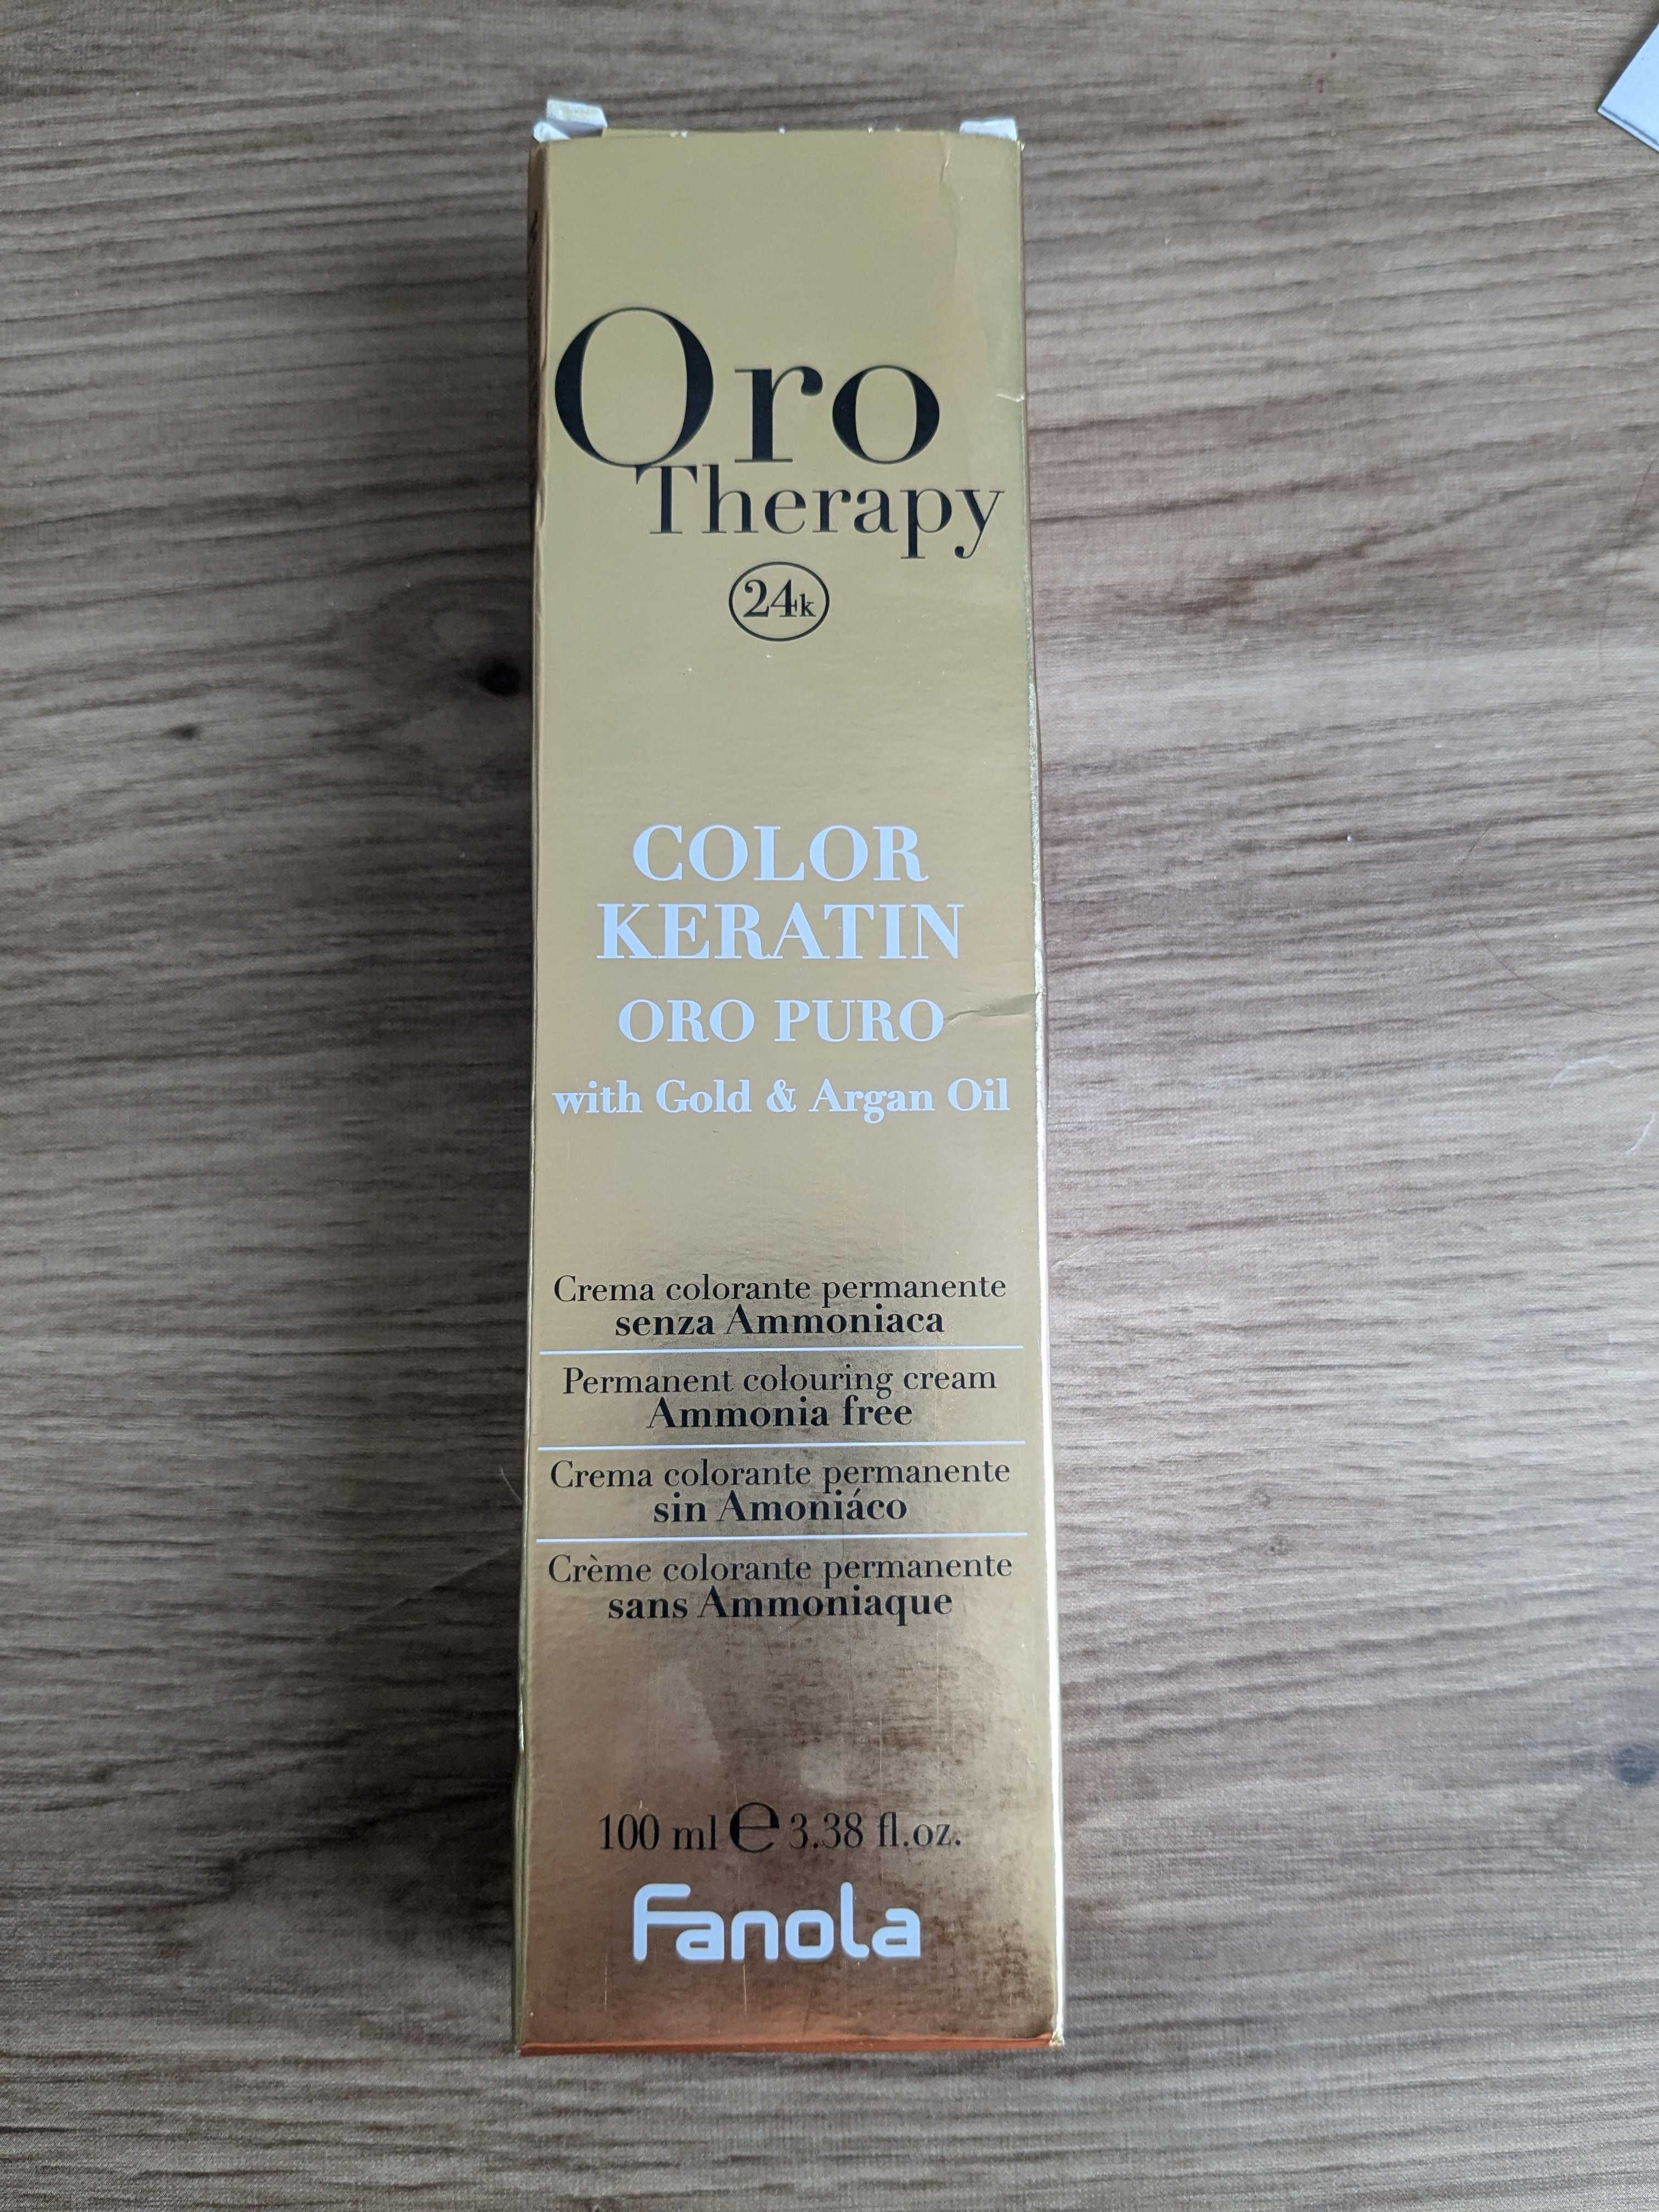 Oro
Therapy
24k
COLOR
KERATIN
ORO PURO
with Gold & Argan Oil
Crema colorante permanente
senza Ammoniaca
Permanent colouring cream
Ammonia free
Crema colorante permanente
sin Amoniáco
Crème colorante permanente
sans Ammoniaque
100 ml ℮ 3.38 fl.oz.
Fanola